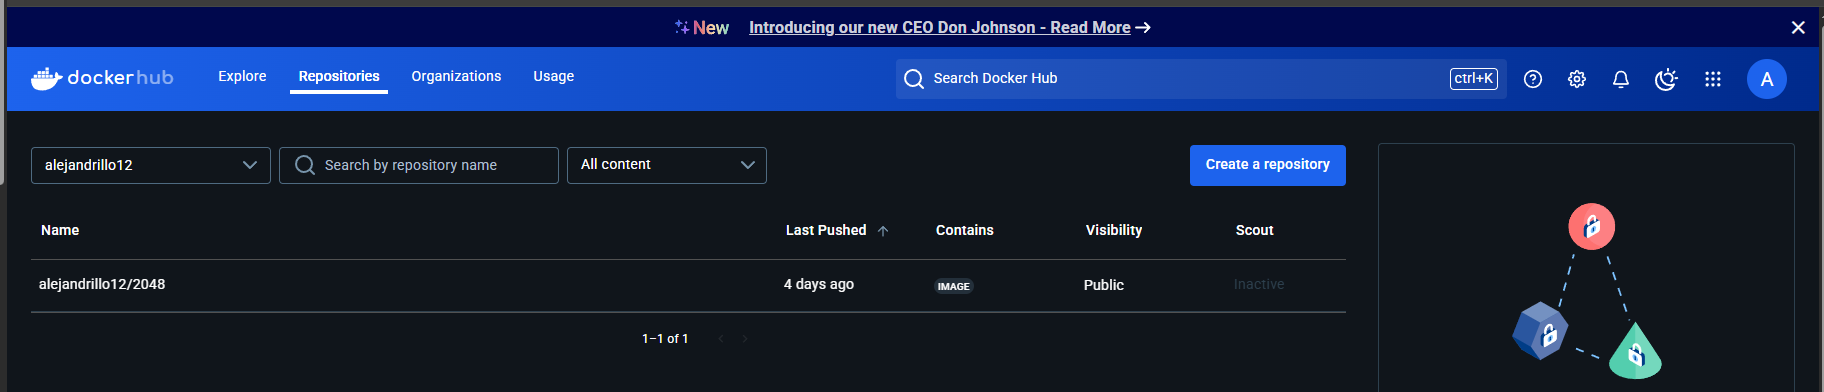 New Introducing our new CEO Don Johnson - Read More
dockerhub Explore Repositories Organizations Usage Search Docker Hub ctrl+K A
alejandrillo12 Search by repository name All content Create a repository
Name Last Pushed Contains Visibility Scout
alejandrillo12/2048 4 days ago IMAGE Public Inactive
1–1 of 1